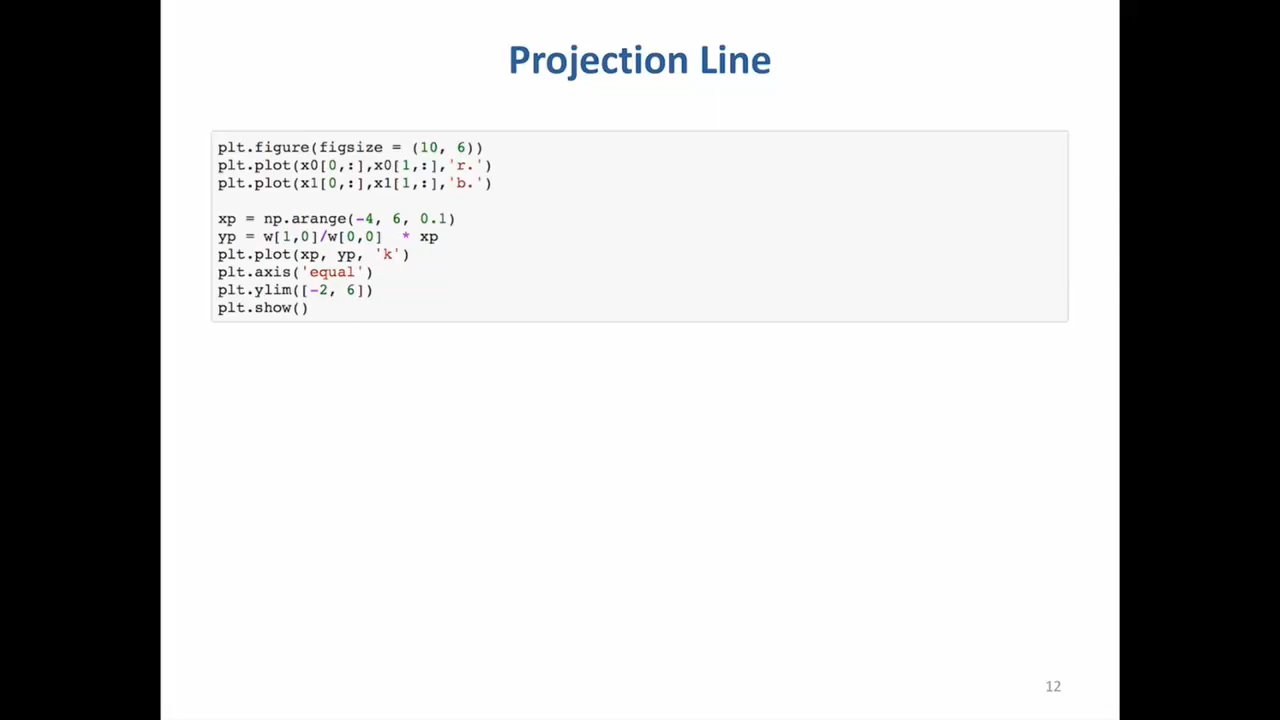 Projection Line
plt.figure(figsize = (10, 6))
plt.plot(x0[0,:],x0[1,:],'r.')
plt.plot(x1[0,:],x1[1,:],'b.')
xp = np.arange(-4, 6, 0.1)
yp = w[1,0]/w[0,0]  * xp
plt.plot(xp, yp, 'k')
plt.axis('equal')
plt.ylim([-2, 6])
plt.show()
12